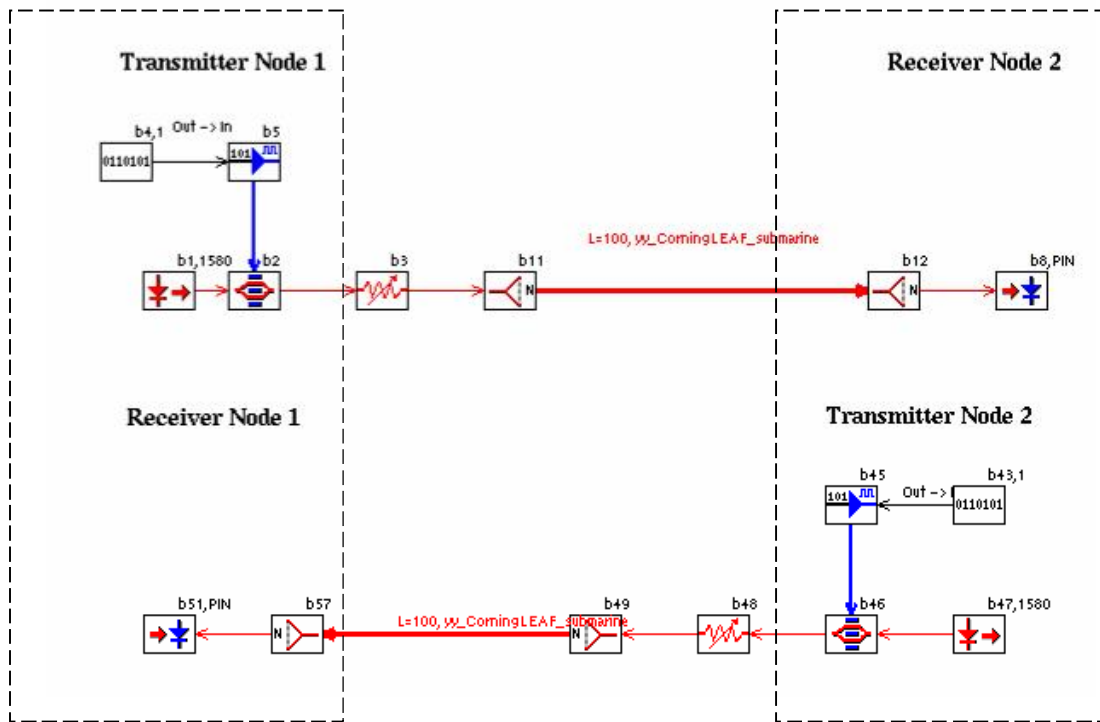 Transmitter Node 1
Receiver Node 2
b4,1
Out -> In
b5
0110101
101
L=100, yy_CorningLEAF_submarine
b1,1580
b2
b3
b11
b12
b8,PIN
N
N
Receiver Node 1
Transmitter Node 2
b45
b43,1
101
Out ->
0110101
b51,PIN
b57
b49
b48
b46
b47,1580
L=100, yy_CorningLEAF_submarine
N
N